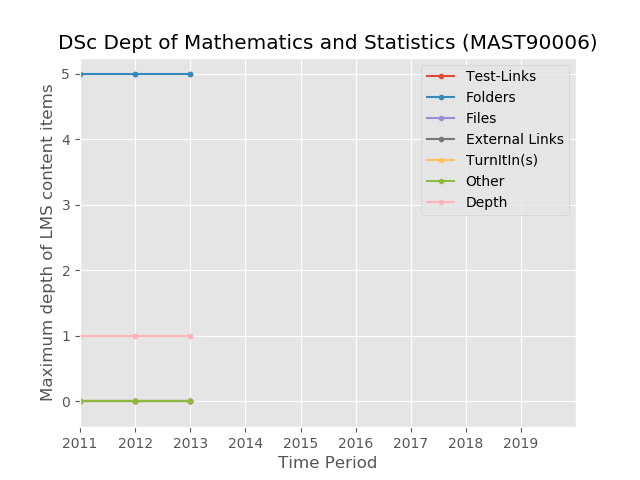 DSc Dept of Mathematics and Statistics (MAST90006)
Test-Links
Folders
Files
External Links
TurnItIn(s)
Other
Depth
Maximum depth of LMS content items
5
4
3
2
1
0
2011 2012 2013 2014 2015 2016 2017 2018 2019
Time Period